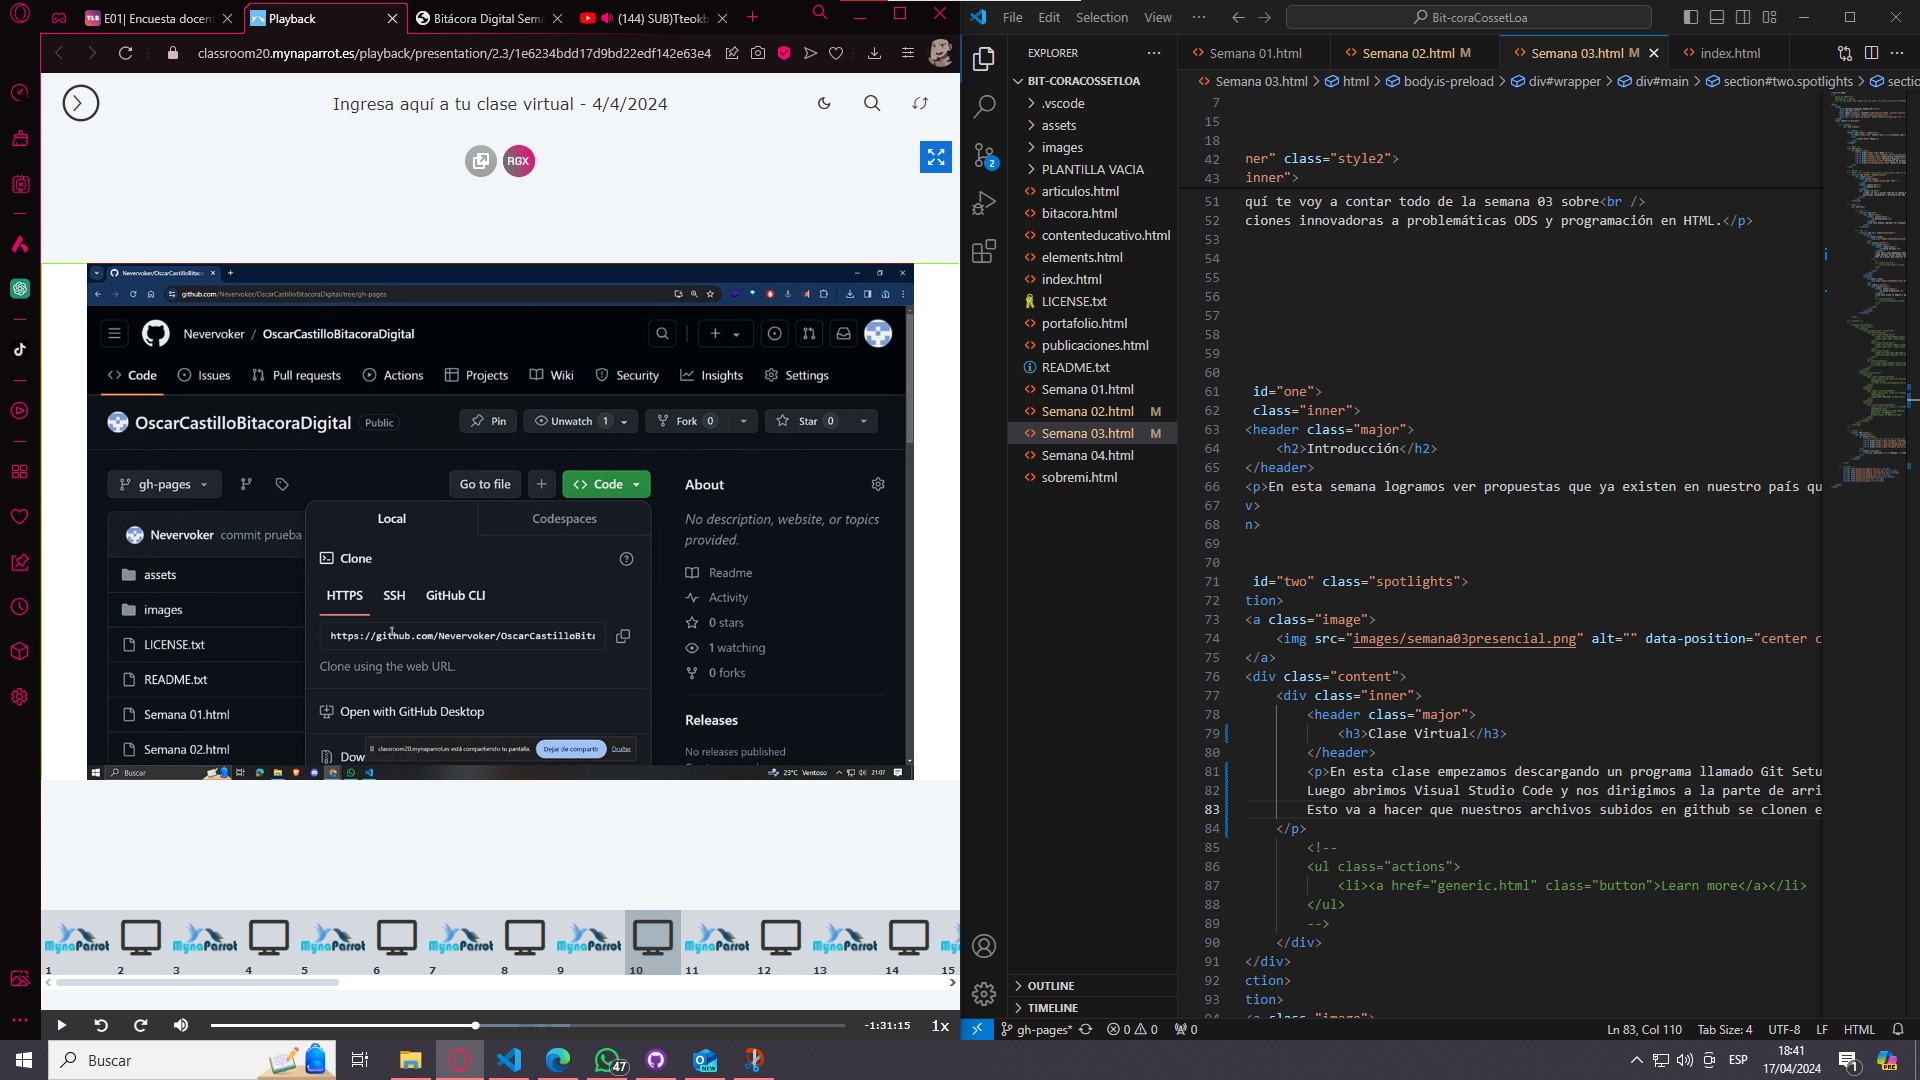 E01| Encuesta docen
Playback
Bitácora Digital Sem
(144) SUB)Tteokb
classroom20.mynaparrot.es/playback/presentation/2.3/1e6234bdd17d9bd22edf142e63e4
Ingresa aquí a tu clase virtual - 4/4/2024
RGX
Nevervoker/OscarCastilloBitaco
github.com/Nevervoker/OscarCastilloBitacoraDigital/tree/gh-pages
Nevervoker / OscarCastilloBitacoraDigital
Code
Issues
Pull requests
Actions
Projects
Wiki
Security
Insights
Settings
OscarCastilloBitacoraDigital
Public
Pin
Unwatch 1
Fork 0
Star 0
gh-pages
Go to file
Code
About
Local
Codespaces
No description, website, or topics
provided.
Nevervoker commit prueba
Clone
assets
Readme
HTTPS
SSH
GitHub CLI
Activity
images
0 stars
https://github.com/Nevervoker/OscarCastilloBita
LICENSE.txt
1 watching
Clone using the web URL.
0 forks
README.txt
Open with GitHub Desktop
Semana 01.html
Releases
Semana 02.html
Dow
classroom20.mynaparrot.es está compartiendo tu pantalla.
Dejar de compartir
Ocultar
No releases published
Buscar
23°C Ventoso
21:07
MynaParrot
MynaParrot
MynaParrot
MynaParrot
MynaParrot
MynaParrot
MynaParrot
1 2 3 4 5 6 7 8 9 10 11 12 13 14 15
-1:31:15
1x
File Edit Selection View
Bit-coraCossetLoa
EXPLORER
Semana 01.html
Semana 02.html M
Semana 03.html M
index.html
Semana 03.html
html
body.is-preload
div#wrapper
div#main
section#two.spotlights
sectio
BIT-CORACOSSETLOA
.vscode
assets
images
PLANTILLA VACIA
articulos.html
bitacora.html
contenteducativo.html
elements.html
index.html
LICENSE.txt
portafolio.html
publicaciones.html
README.txt
Semana 01.html
Semana 02.html M
Semana 03.html M
Semana 04.html
sobremi.html
OUTLINE
TIMELINE
7
15
18
42 ner" class="style2">
43 inner">
51 quí te voy a contar todo de la semana 03 sobre<br />
52 ciones innovadoras a problemáticas ODS y programación en HTML.</p>
53
54
55
56
57
58
59
60
61 id="one">
62 class="inner">
63 <header class="major">
64 <h2>Introducción</h2>
65 </header>
66 <p>En esta semana logramos ver propuestas que ya existen en nuestro país qu
67 v>
68 n>
69
70
71 id="two" class="spotlights">
72 tion>
73 <a class="image">
74 <img src="images/semana03presencial.png" alt="" data-position="center c
75 </a>
76 <div class="content">
77 <div class="inner">
78 <header class="major">
79 <h3>Clase Virtual</h3>
80 </header>
81 <p>En esta clase empezamos descargando un programa llamado Git Setu
82 Luego abrimos Visual Studio Code y nos dirigimos a la parte de arri
83 Esto va a hacer que nuestros archivos subidos en github se clonen e
84 </p>
85 <!--
86 <ul class="actions">
87 <li><a href="generic.html" class="button">Learn more</a></li>
88 </ul>
89 -->
90 </div>
91 </div>
92 ction>
93 tion>
gh-pages*
0 0
0
Ln 83, Col 110
Tab Size: 4
UTF-8
LF
HTML
Buscar
47
ESP
18:41
17/04/2024
1